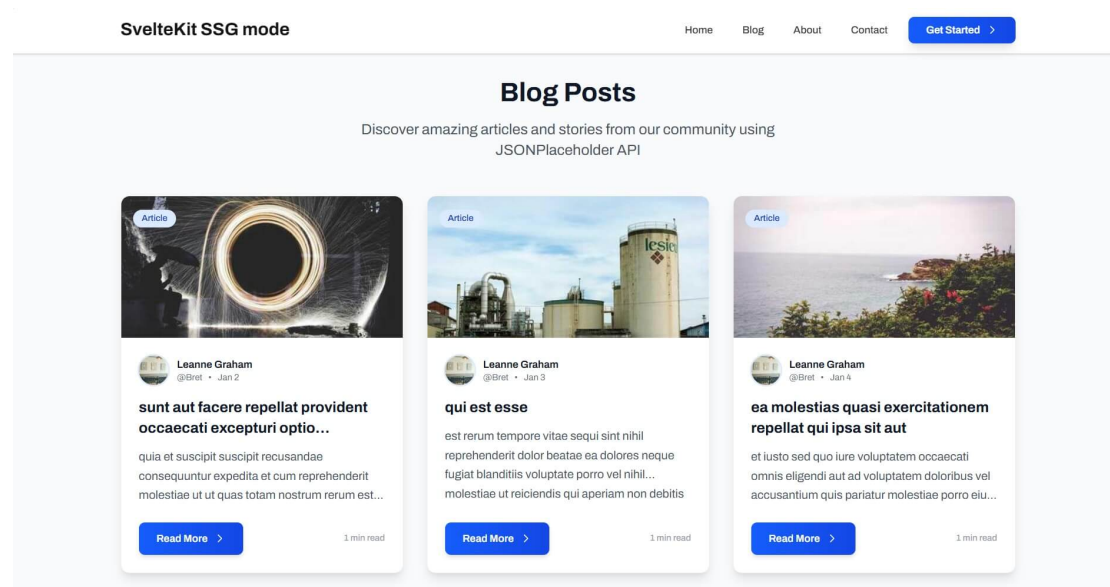 SvelteKit SSG mode
Home
Blog
About
Contact
Get Started
Blog Posts
Discover amazing articles and stories from our community using
JSONPlaceholder API
Article
Leanne Graham
@Bret • Jan 2
sunt aut facere repellat provident
occaecati excepturi optio...
quia et suscipit suscipit recusandae
consequuntur expedita et cum reprehenderit
molestiae ut ut quas totam nostrum rerum est...
Read More
1 min read
Article
lesie
Leanne Graham
@Bret • Jan 3
qui est esse
est rerum tempore vitae sequi sint nihil
reprehenderit dolor beatae ea dolores neque
fugiat blanditiis voluptate porro vel nihil...
molestiae ut reiciendis qui aperiam non debitis
Read More
1 min read
Article
Leanne Graham
@Bret • Jan 4
ea molestias quasi exercitationem
repellat qui ipsa sit aut
et iusto sed quo iure voluptatem occaecati
omnis eligendi aut ad voluptatem doloribus vel
accusantium quis pariatur molestiae porro eiu...
Read More
1 min read